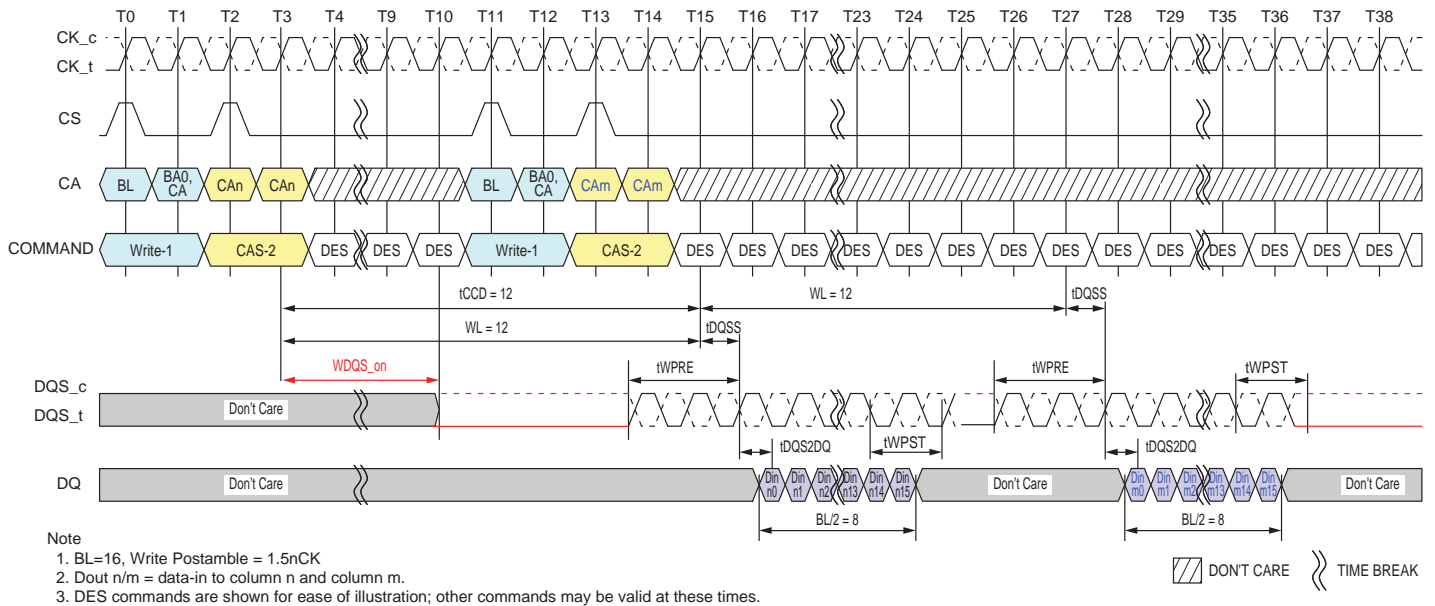 T0 T1 T2 T3 T4 T9 T10 T11 T12 T13 T14 T15 T16 T17 T23 T24 T25 T26 T27 T28 T29 T35 T36 T37 T38
CK_c
CK_t
CS
CA BL BA0, CA CAn CAn BL BA0, CA CAm CAm
COMMAND Write-1 CAS-2 DES DES DES Write-1 CAS-2 DES DES DES DES DES DES DES DES DES DES DES DES DES DES
tCCD = 12 WL = 12 tDQSS
WL = 12 tDQSS
WDQS_on tWPRE tWPRE tWPST
DQS_c
DQS_t Don't Care
tDQS2DQ tWPST tDQS2DQ
DQ Don't Care Din n0 Din n1 Din n2 Din n13 Din n14 Din n15 Don't Care Din m0 Din m1 Din m2 Din m13 Din m14 Din m15 Don't Care
BL/2 = 8 BL/2 = 8
Note
1. BL=16, Write Postamble = 1.5nCK
2. Dout n/m = data-in to column n and column m.
3. DES commands are shown for ease of illustration; other commands may be valid at these times.
DON'T CARE TIME BREAK